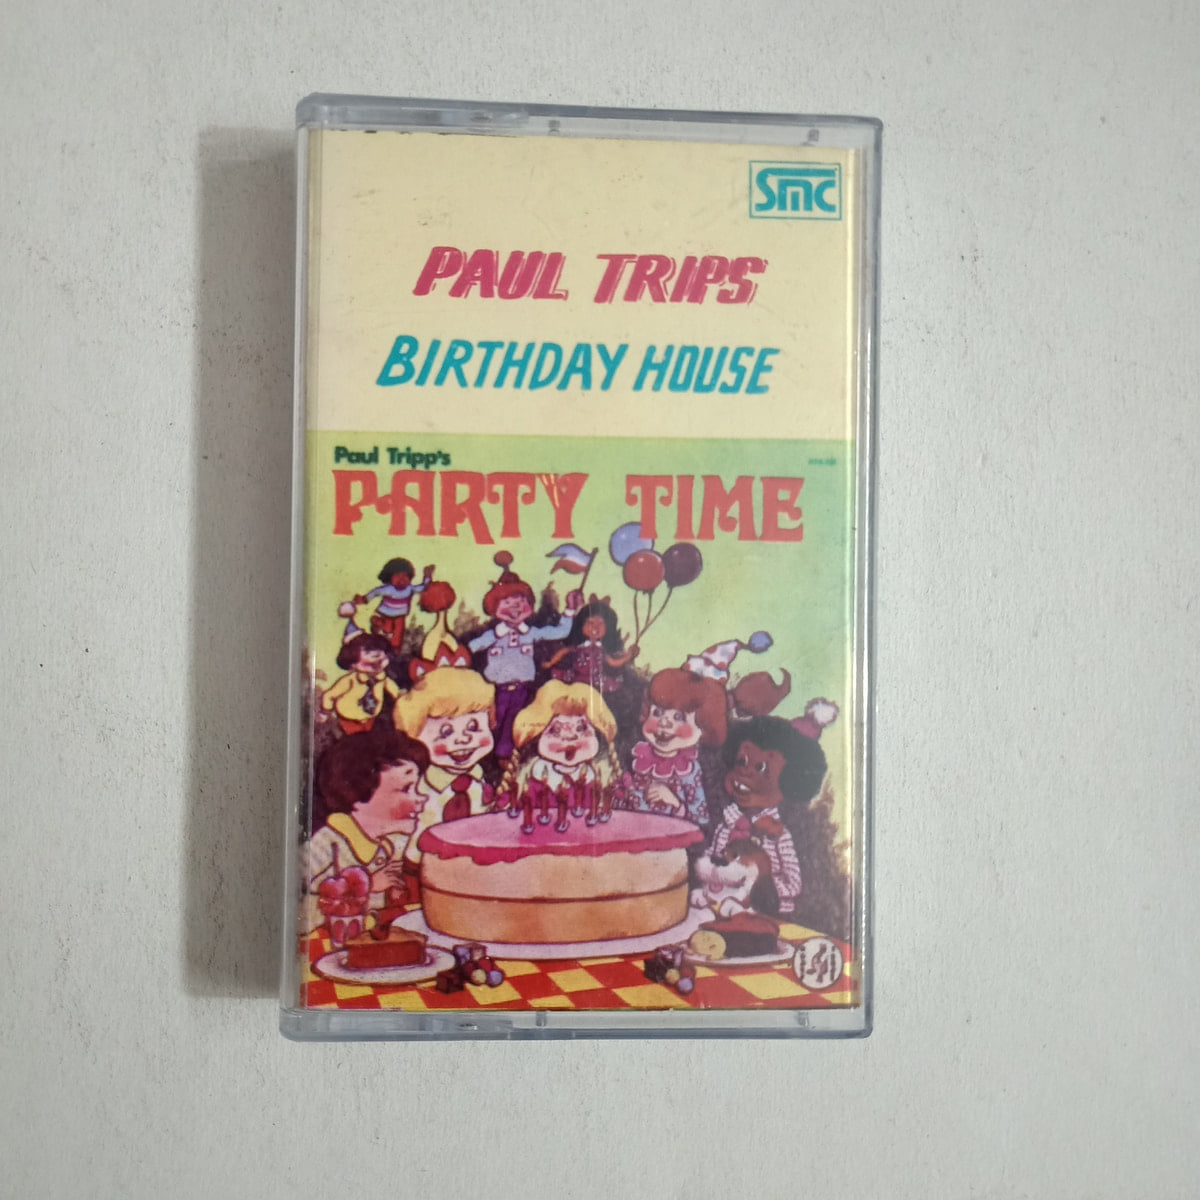 SMC
PAUL TRIPS
BIRTHDAY HOUSE
Paul Tripp's
PARTY TIME